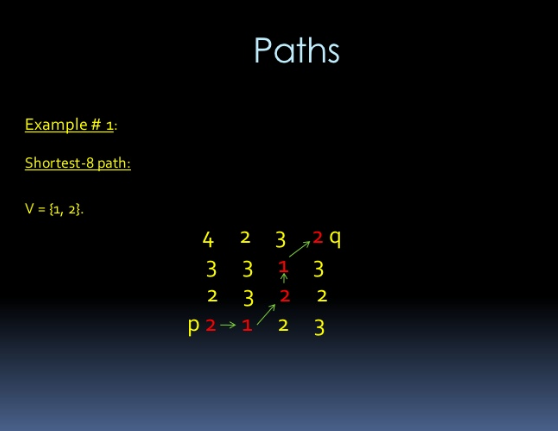 Paths
Example # 1:
Shortest-8 path:
V = {1, 2}.
4 2 3 2 q
3 3 1 3
2 3 2 2
p 2 1 2 3